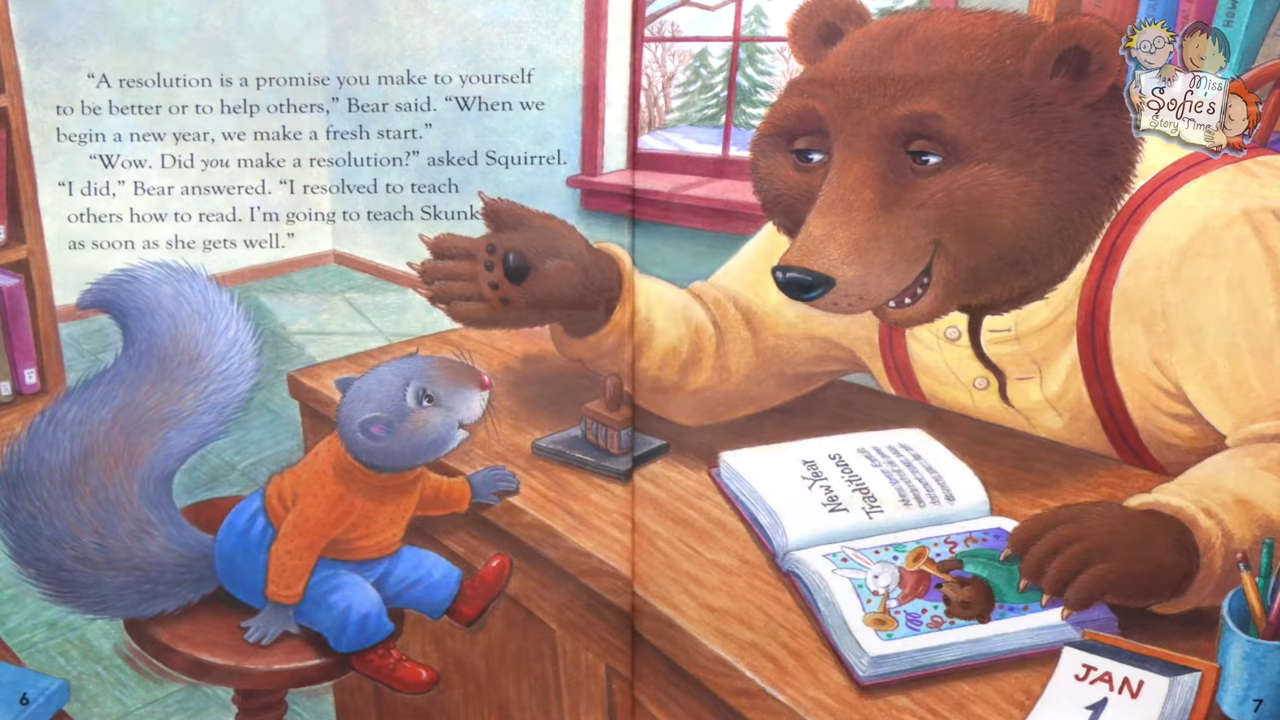 “A resolution is a promise you make to yourself
to be better or to help others,” Bear said. “When we
begin a new year, we make a fresh start.”
“Wow. Did you make a resolution?” asked Squirrel.
“I did,” Bear answered. “I resolved to teach
others how to read. I’m going to teach Skunk
as soon as she gets well.”
Miss
Sofie's
Story Time
New Year
Traditions
JAN
1
6
7